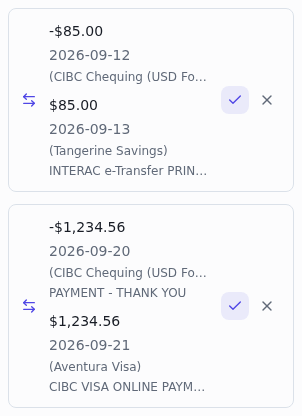 -$85.00
2026-09-12
(CIBC Chequing (USD Fo...
$85.00
2026-09-13
(Tangerine Savings)
INTERAC e-Transfer PRIN...
-$1,234.56
2026-09-20
(CIBC Chequing (USD Fo...
PAYMENT - THANK YOU
$1,234.56
2026-09-21
(Aventura Visa)
CIBC VISA ONLINE PAYM...